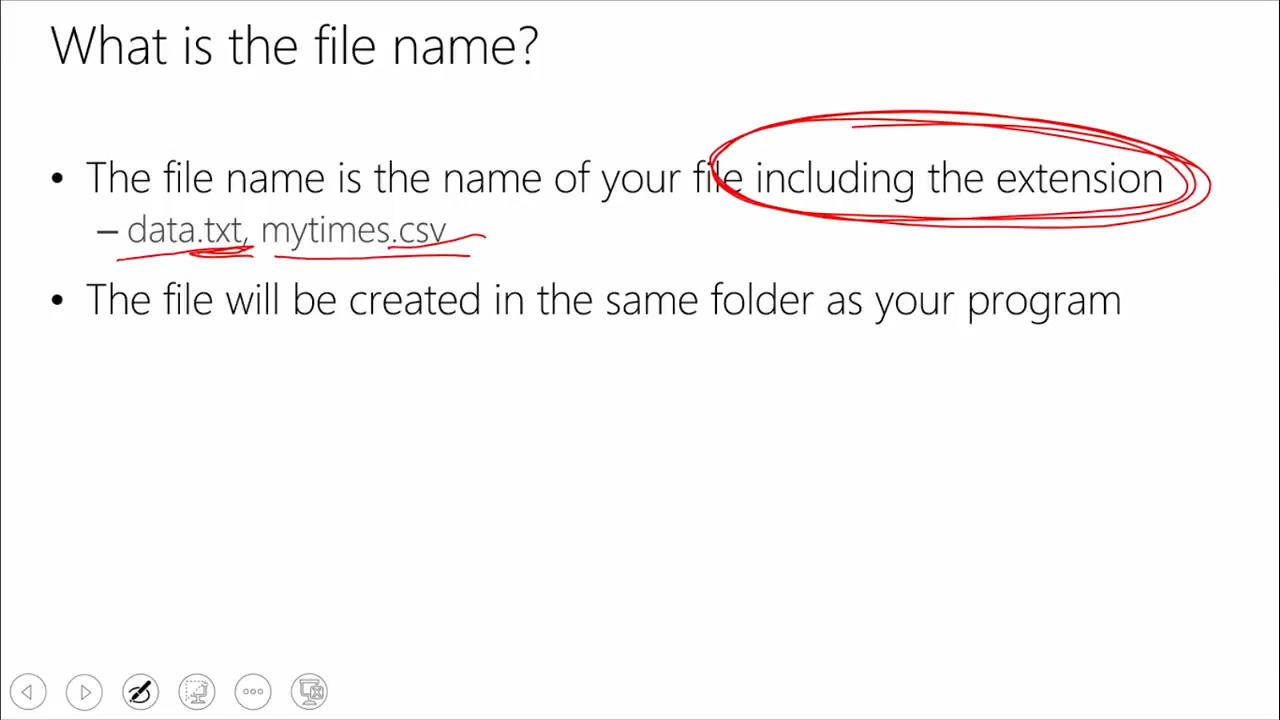 What is the file name?
• The file name is the name of your file including the extension
– data.txt, mytimes.csv
• The file will be created in the same folder as your program